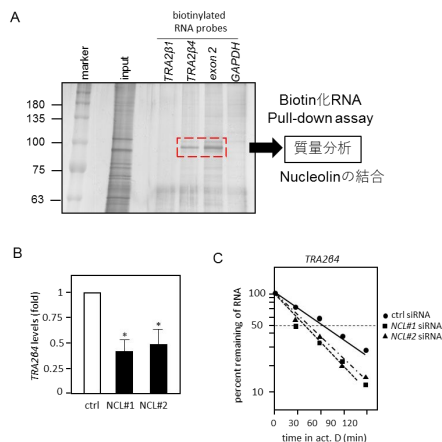 A
biotinylated
RNA probes
marker
input
TRA2β1
TRA2β4
exon 2
GAPDH
180
135
100
75
63
Biotin化RNA
Pull-down assay
質量分析
Nucleolinの結合
B
TRA2β4 levels (fold)
1
0.75
0.5
0.25
0
*
*
ctrl NCL#1 NCL#2
C
TRA2β4
percent remaining of RNA
100
50
10
ctrl siRNA
NCL#1 siRNA
NCL#2 siRNA
0 30 60 90 120 150
time in act. D (min)